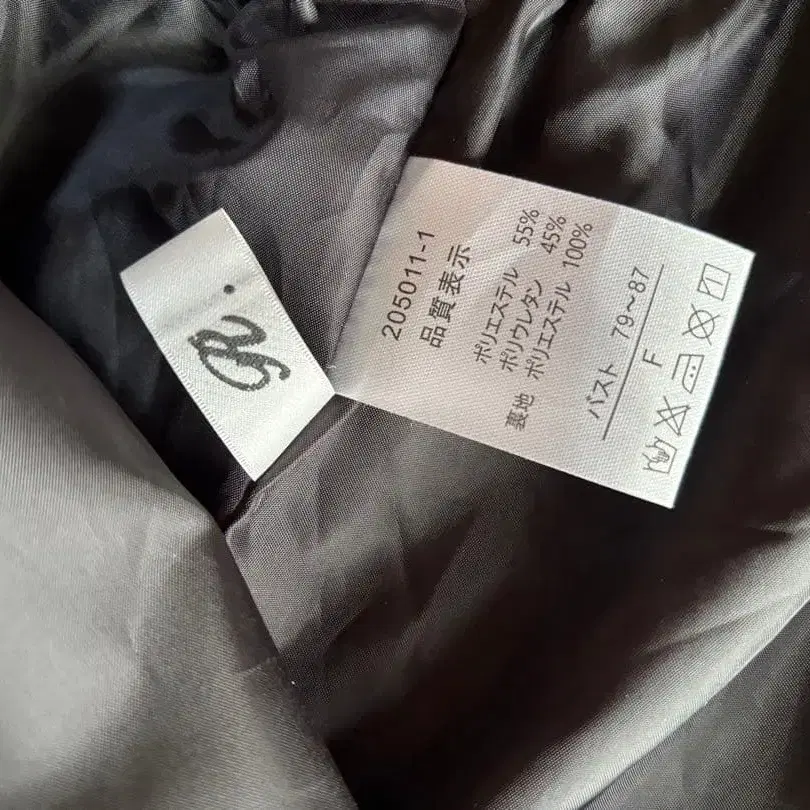 R.
205011-1
品質表示
ポリエステル 55%
ポリウレタン 45%
裏地 ポリエステル 100%
バスト 79~87
F